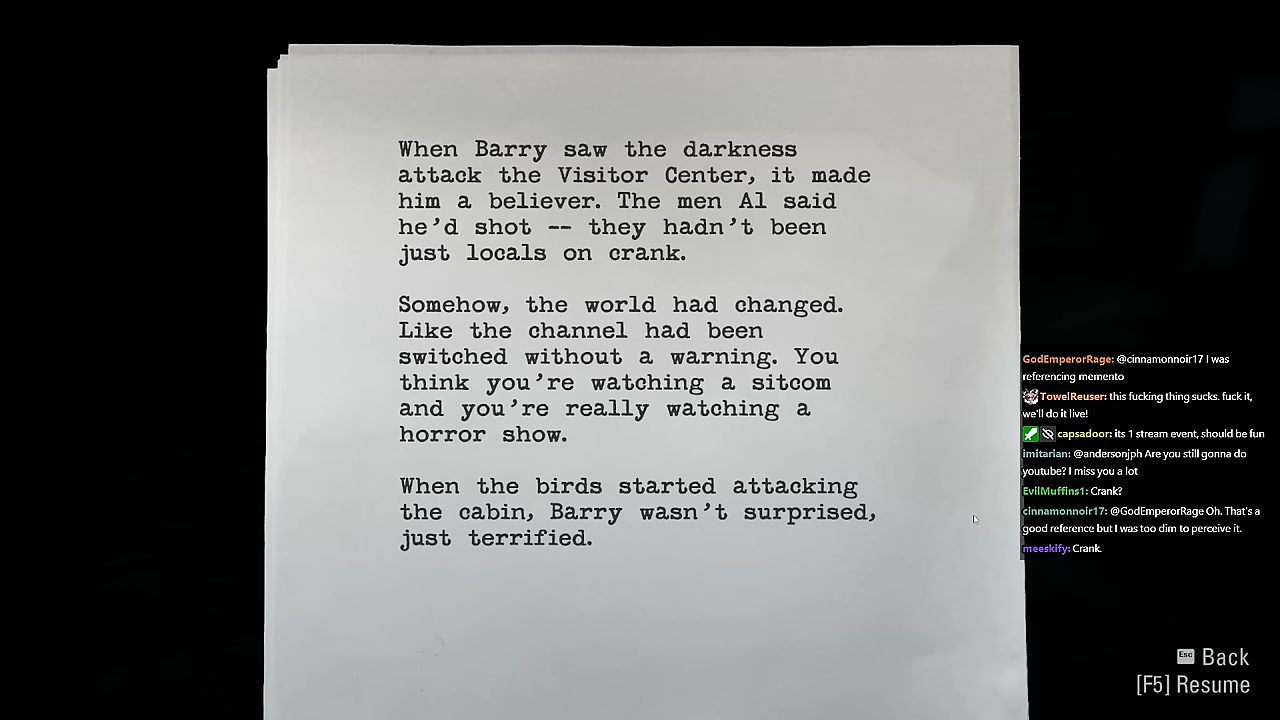 When Barry saw the darkness
attack the Visitor Center, it made
him a believer. The men Al said
he’d shot -- they hadn’t been
just locals on crank.
Somehow, the world had changed.
Like the channel had been
switched without a warning. You
think you’re watching a sitcom
and you’re really watching a
horror show.
When the birds started attacking
the cabin, Barry wasn’t surprised,
just terrified.
GodEmperorRage: @cinnamonnoir17 I was
referencing memento
TowelReuser: this fucking thing sucks. fuck it,
we'll do it live!
capsadoor: its 1 stream event, should be fun
imitarian: @andersonjph Are you still gonna do
youtube? I miss you a lot
EvilMuffins1: Crank?
cinnamonnoir17: @GodEmperorRage Oh. That's a
good reference but I was too dim to perceive it.
meeskify: Crank.
Esc Back
[F5] Resume